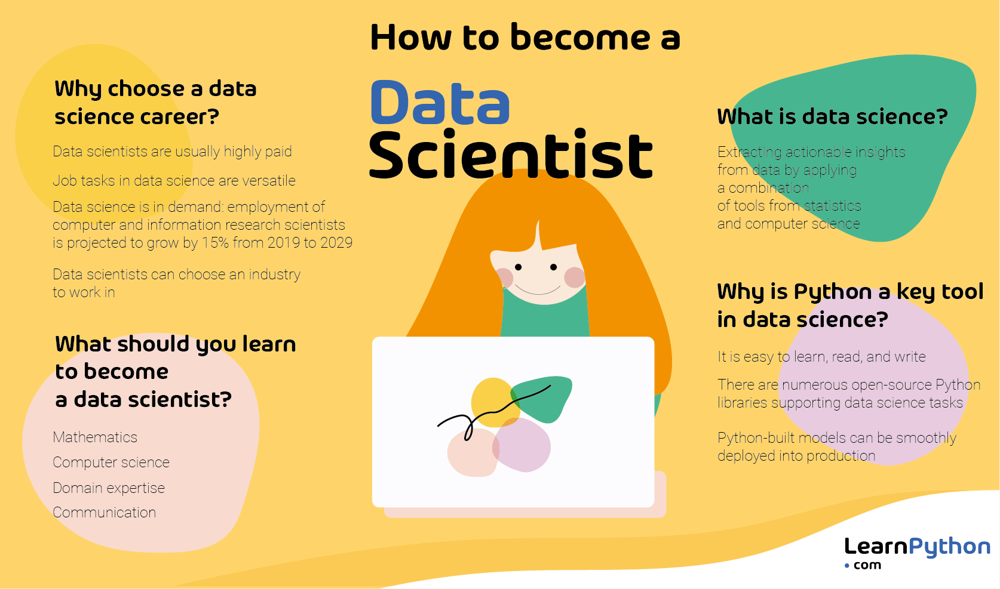 How to become a
Data
Scientist
Why choose a data
science career?
Data scientists are usually highly paid
Job tasks in data science are versatile
Data science is in demand: employment of
computer and information research scientists
is projected to grow by 15% from 2019 to 2029
Data scientists can choose an industry
to work in
What should you learn
to become
a data scientist?
Mathematics
Computer science
Domain expertise
Communication
What is data science?
Extracting actionable insights
from data by applying
a combination
of tools from statistics
and computer science
Why is Python a key tool
in data science?
It is easy to learn, read, and write
There are numerous open-source Python
libraries supporting data science tasks
Python-built models can be smoothly
deployed into production
LearnPython
• com